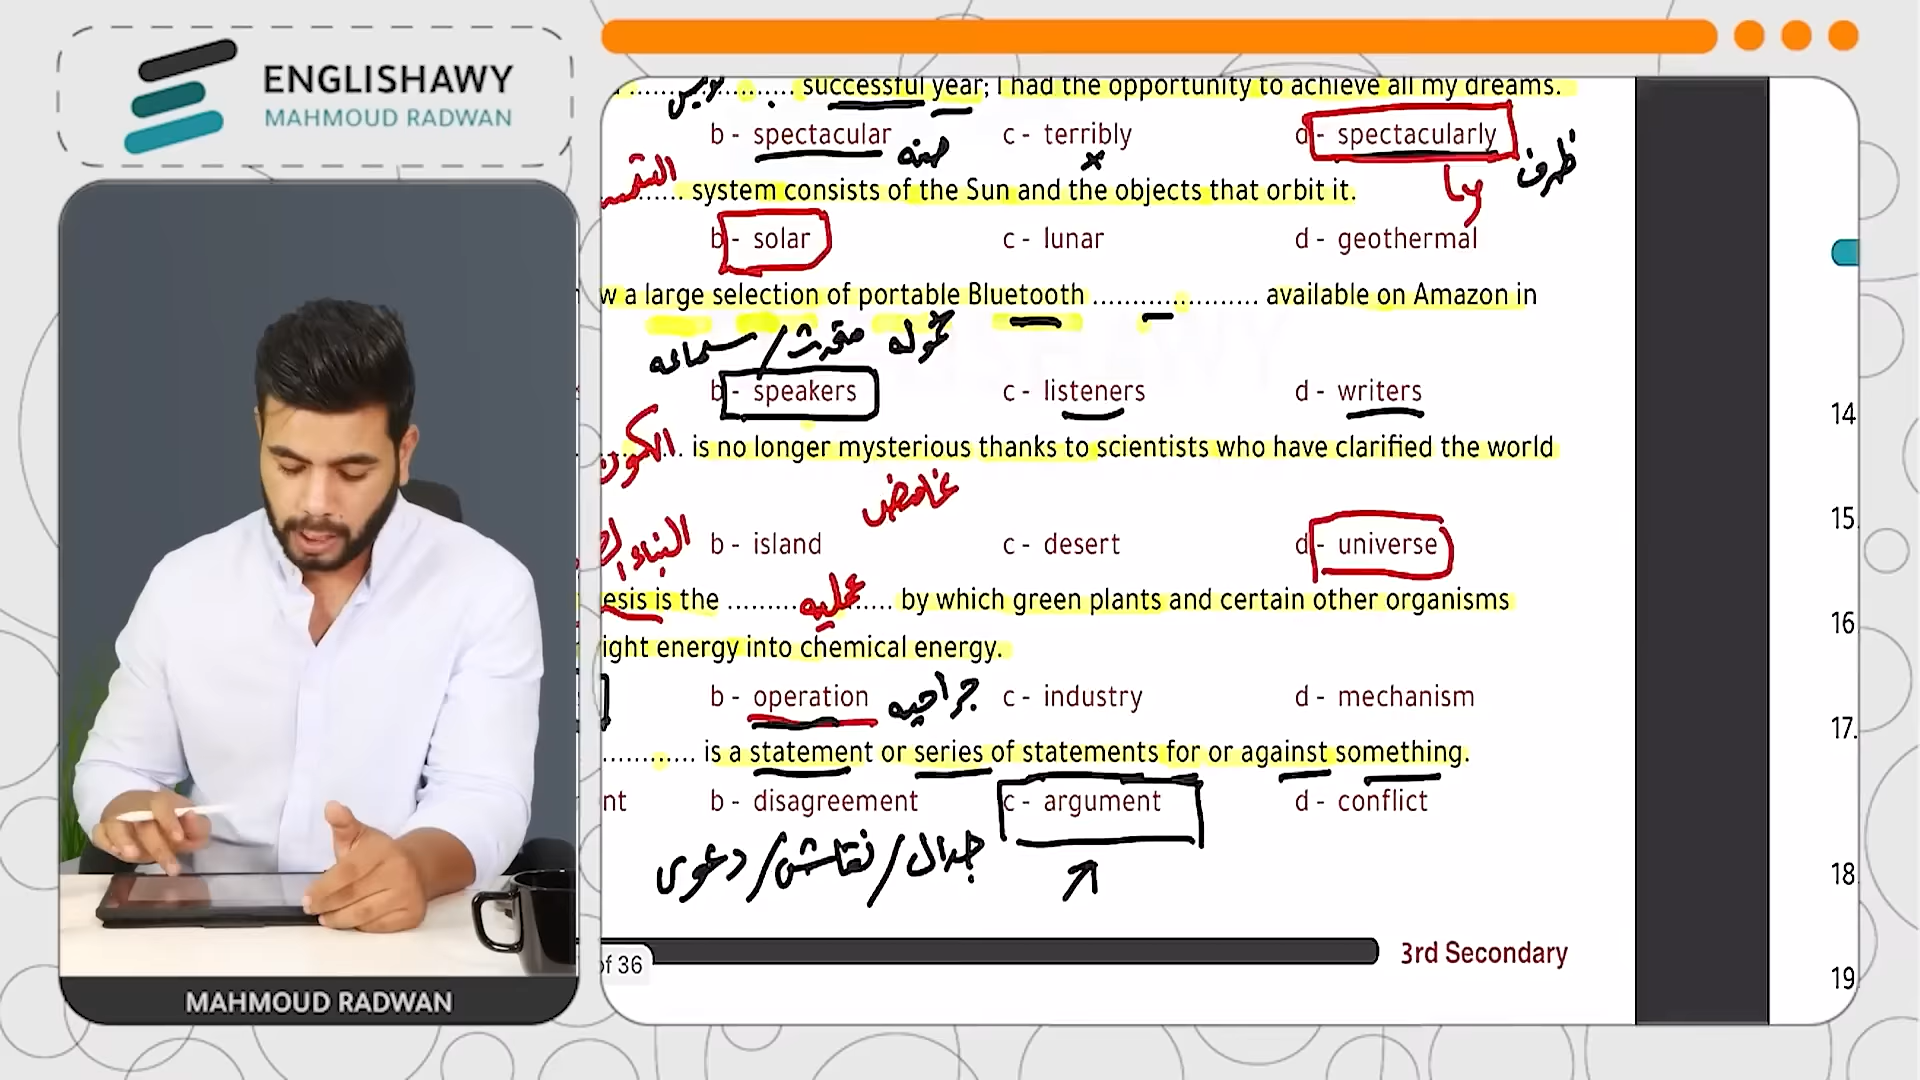 ENGLISHAWY
MAHMOUD RADWAN
successful year; I had the opportunity to achieve all my dreams.
b - spectacular c - terribly d - spectacularly
صفه
ظرف
ly
system consists of the Sun and the objects that orbit it.
b - solar c - lunar d - geothermal
w a large selection of portable Bluetooth ..................... available on Amazon in
سماعه / متحدث
b - speakers c - listeners d - writers
الكون
is no longer mysterious thanks to scientists who have clarified the world
غامض
البناء
b - island c - desert d - universe
عمليه
esis is the ..................... by which green plants and certain other organisms
ight energy into chemical energy.
b - operation جراحيه c - industry d - mechanism
............ is a statement or series of statements for or against something.
nt b - disagreement c - argument d - conflict
جدال / نقاش / دعوى
of 36
3rd Secondary
14
15
16
17.
18
19
MAHMOUD RADWAN